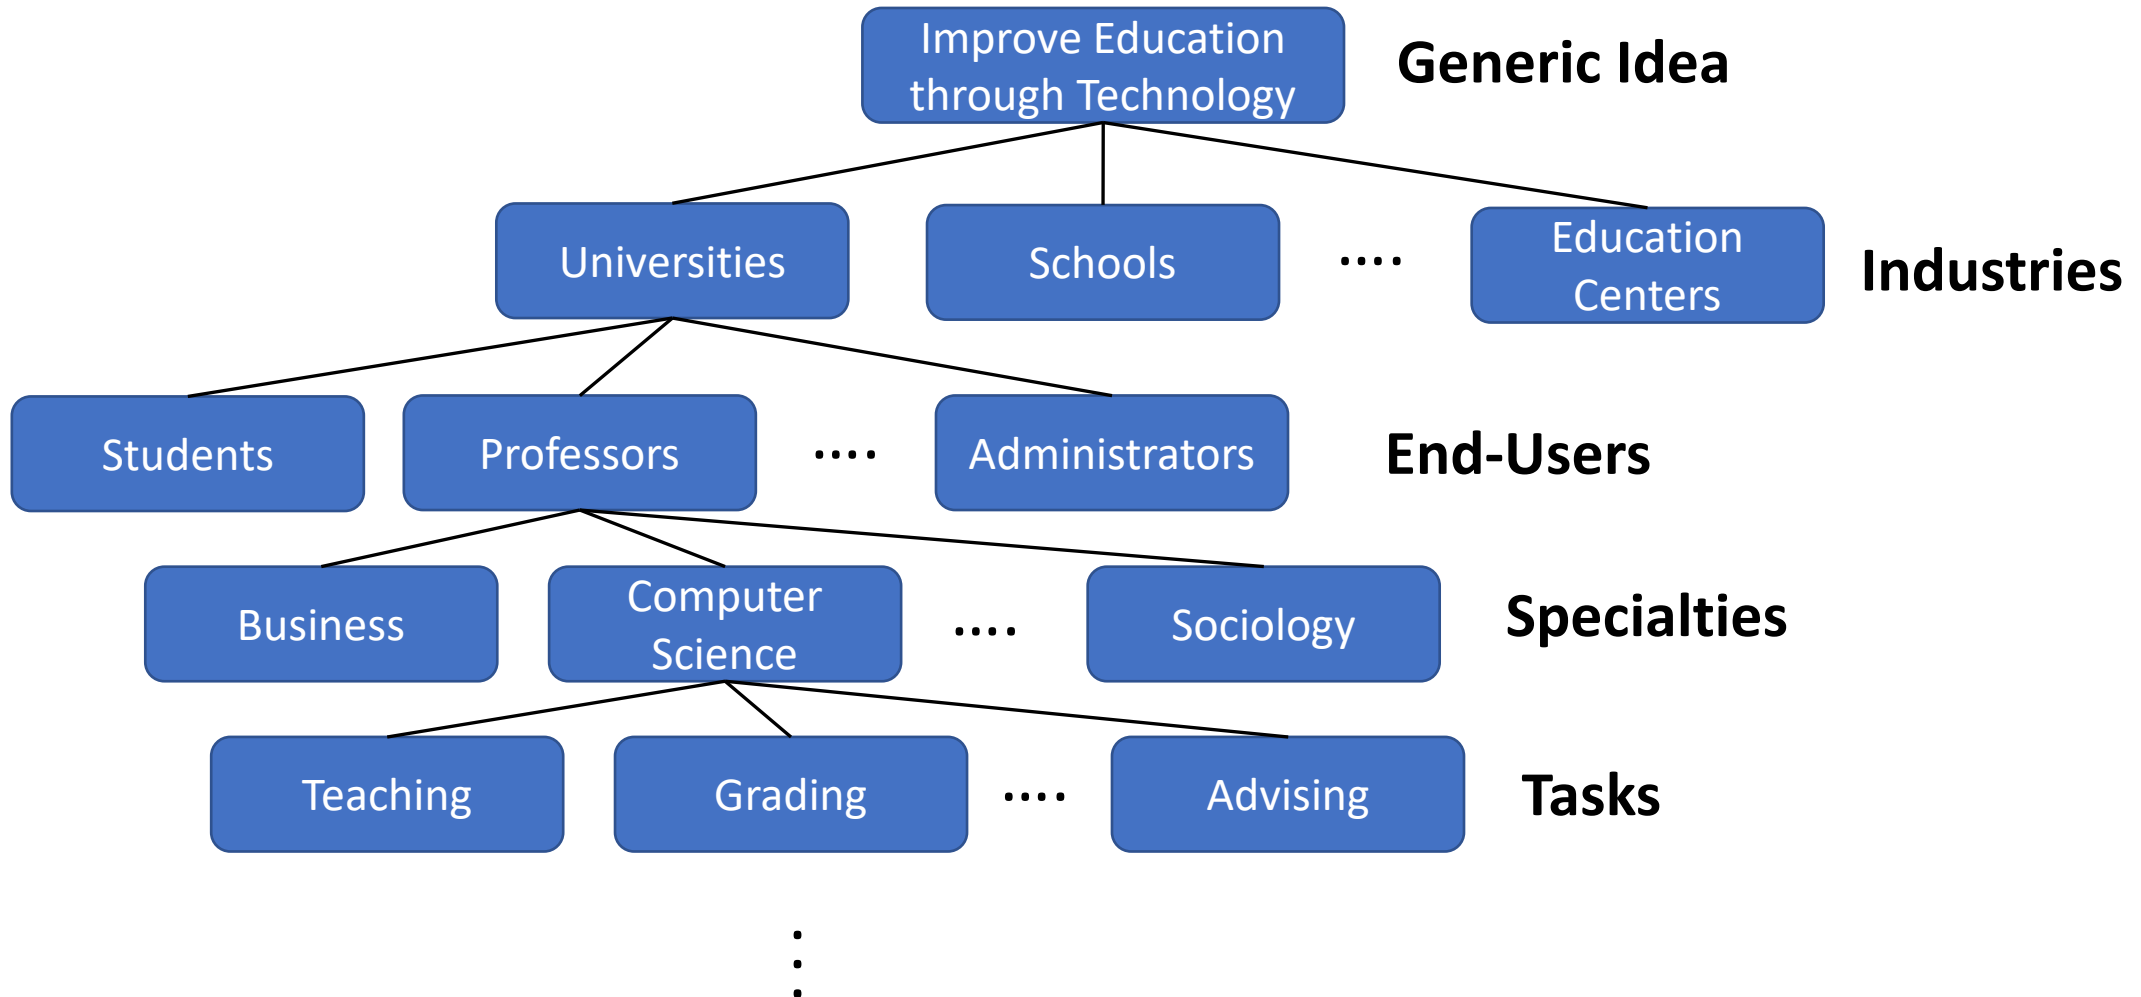 Improve Education
through Technology
Generic Idea
Universities
Schools
....
Education
Centers
Industries
Students
Professors
....
Administrators
End-Users
Business
Computer
Science
....
Sociology
Specialties
Teaching
Grading
....
Advising
Tasks